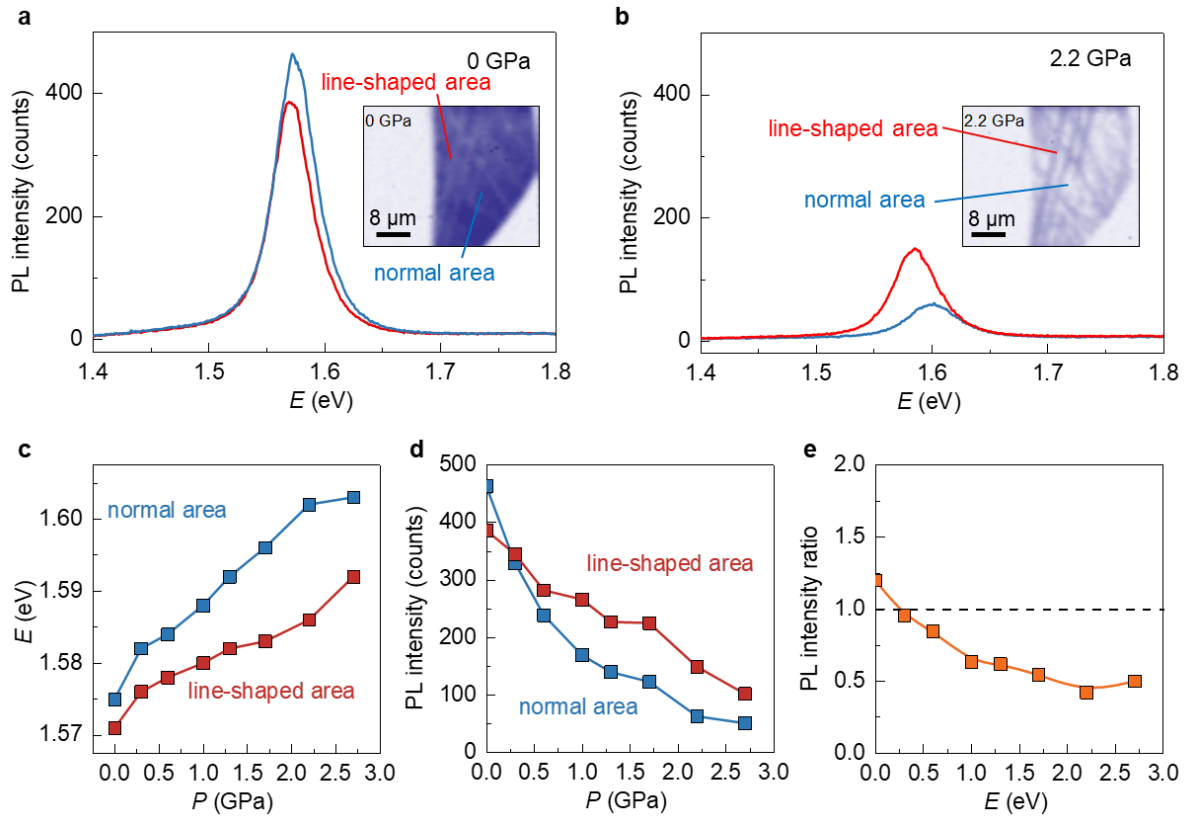 a
0 GPa
line-shaped area
0 GPa
8 μm
normal area
PL intensity (counts)
400
200
0
1.4 1.5 1.6 1.7 1.8
E (eV)
b
2.2 GPa
2.2 GPa
line-shaped area
normal area
8 μm
PL intensity (counts)
400
200
0
1.4 1.5 1.6 1.7 1.8
E (eV)
c
normal area
line-shaped area
E (eV)
1.60
1.59
1.58
1.57
0.0 0.5 1.0 1.5 2.0 2.5 3.0
P (GPa)
d
line-shaped area
normal area
PL intensity (counts)
500
400
300
200
100
0
0.0 0.5 1.0 1.5 2.0 2.5 3.0
P (GPa)
e
PL intensity ratio
2.0
1.5
1.0
0.5
0.0
0.0 0.5 1.0 1.5 2.0 2.5 3.0
E (eV)